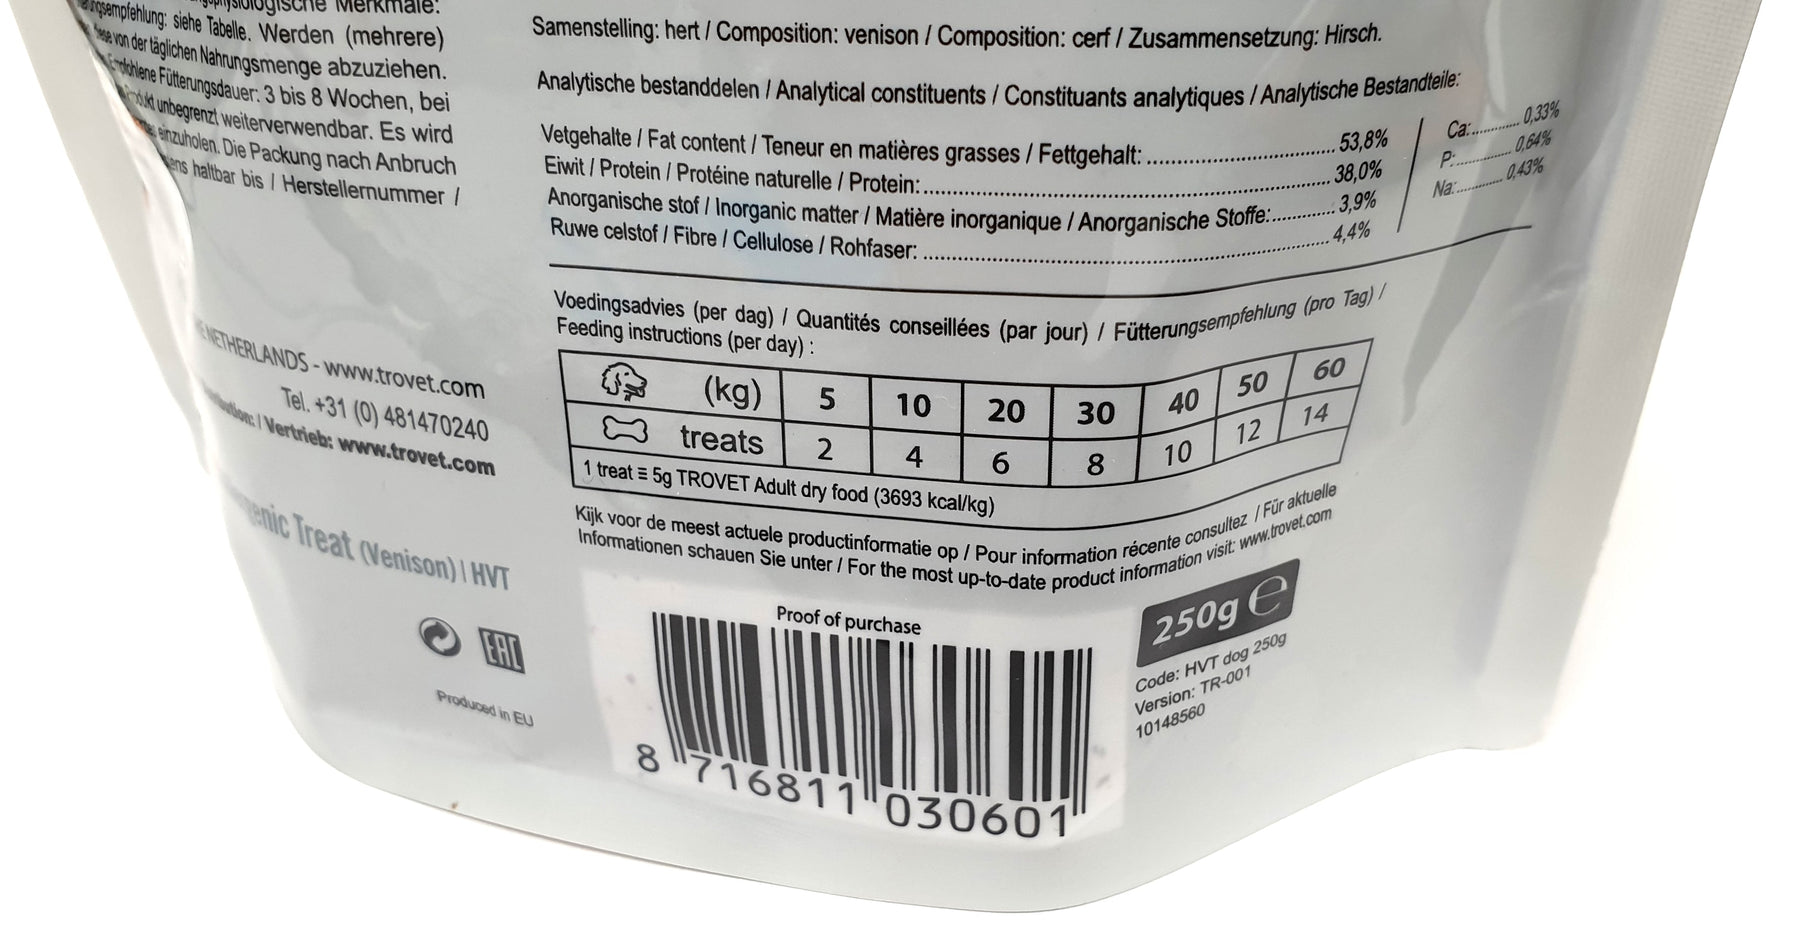 Merkmale:
siehe Tabelle. Werden (mehrere)
von der täglichen Nahrungsmenge abzuziehen.
Fütterungsdauer: 3 bis 8 Wochen, bei
unbegrenzt weiterverwendbar. Es wird
einzuholen. Die Packung nach Anbruch
haltbar bis / Herstellernummer /
NETHERLANDS - www.trovet.com
Tel. +31 (0) 481470240
/ Vertrieb: www.trovet.com
Treat (Venison) | HVT
EAC
Produced in EU
Samenstelling: hert / Composition: venison / Composition: cerf / Zusammensetzung: Hirsch.
Analytische bestanddelen / Analytical constituents / Constituants analytiques / Analytische Bestandteile:
Vetgehalte / Fat content / Teneur en matières grasses / Fettgehalt: ........ 53,8%
Eiwit / Protein / Protéine naturelle / Protein: ........ 38,0%
Anorganische stof / Inorganic matter / Matière inorganique / Anorganische Stoffe: ........ 3,9%
Ruwe celstof / Fibre / Cellulose / Rohfaser: ........ 4,4%
Ca: ........ 0,33%
P: ........ 0,64%
Na: ........ 0,43%
Voedingsadvies (per dag) / Quantités conseillées (par jour) / Fütterungsempfehlung (pro Tag) /
Feeding instructions (per day) :
(kg) 5 10 20 30 40 50 60
treats 2 4 6 8 10 12 14
1 treat ≡ 5g TROVET Adult dry food (3693 kcal/kg)
Kijk voor de meest actuele productinformatie op / Pour information récente consultez / Für aktuelle
Informationen schauen Sie unter / For the most up-to-date product information visit: www.trovet.com
Proof of purchase
8 716811 030601
250g e
Code: HVT dog 250g
Version: TR-001
10148560